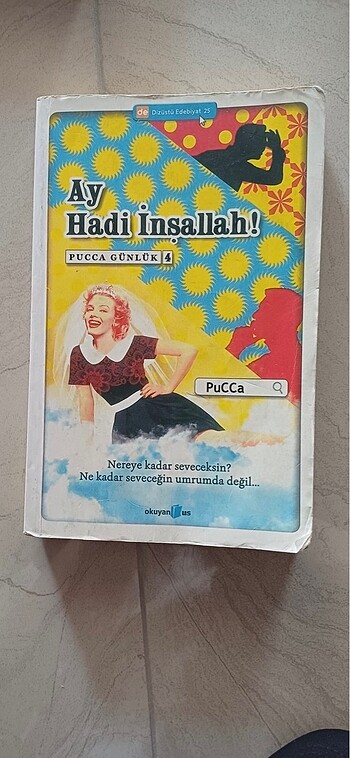 de Dizüstü Edebiyat 25
Ay
Hadi İnşallah!
PUCCA GÜNLÜK 4
PuCCa
Nereye kadar seveceksin?
Ne kadar seveceğin umrumda değil...
okuyan us